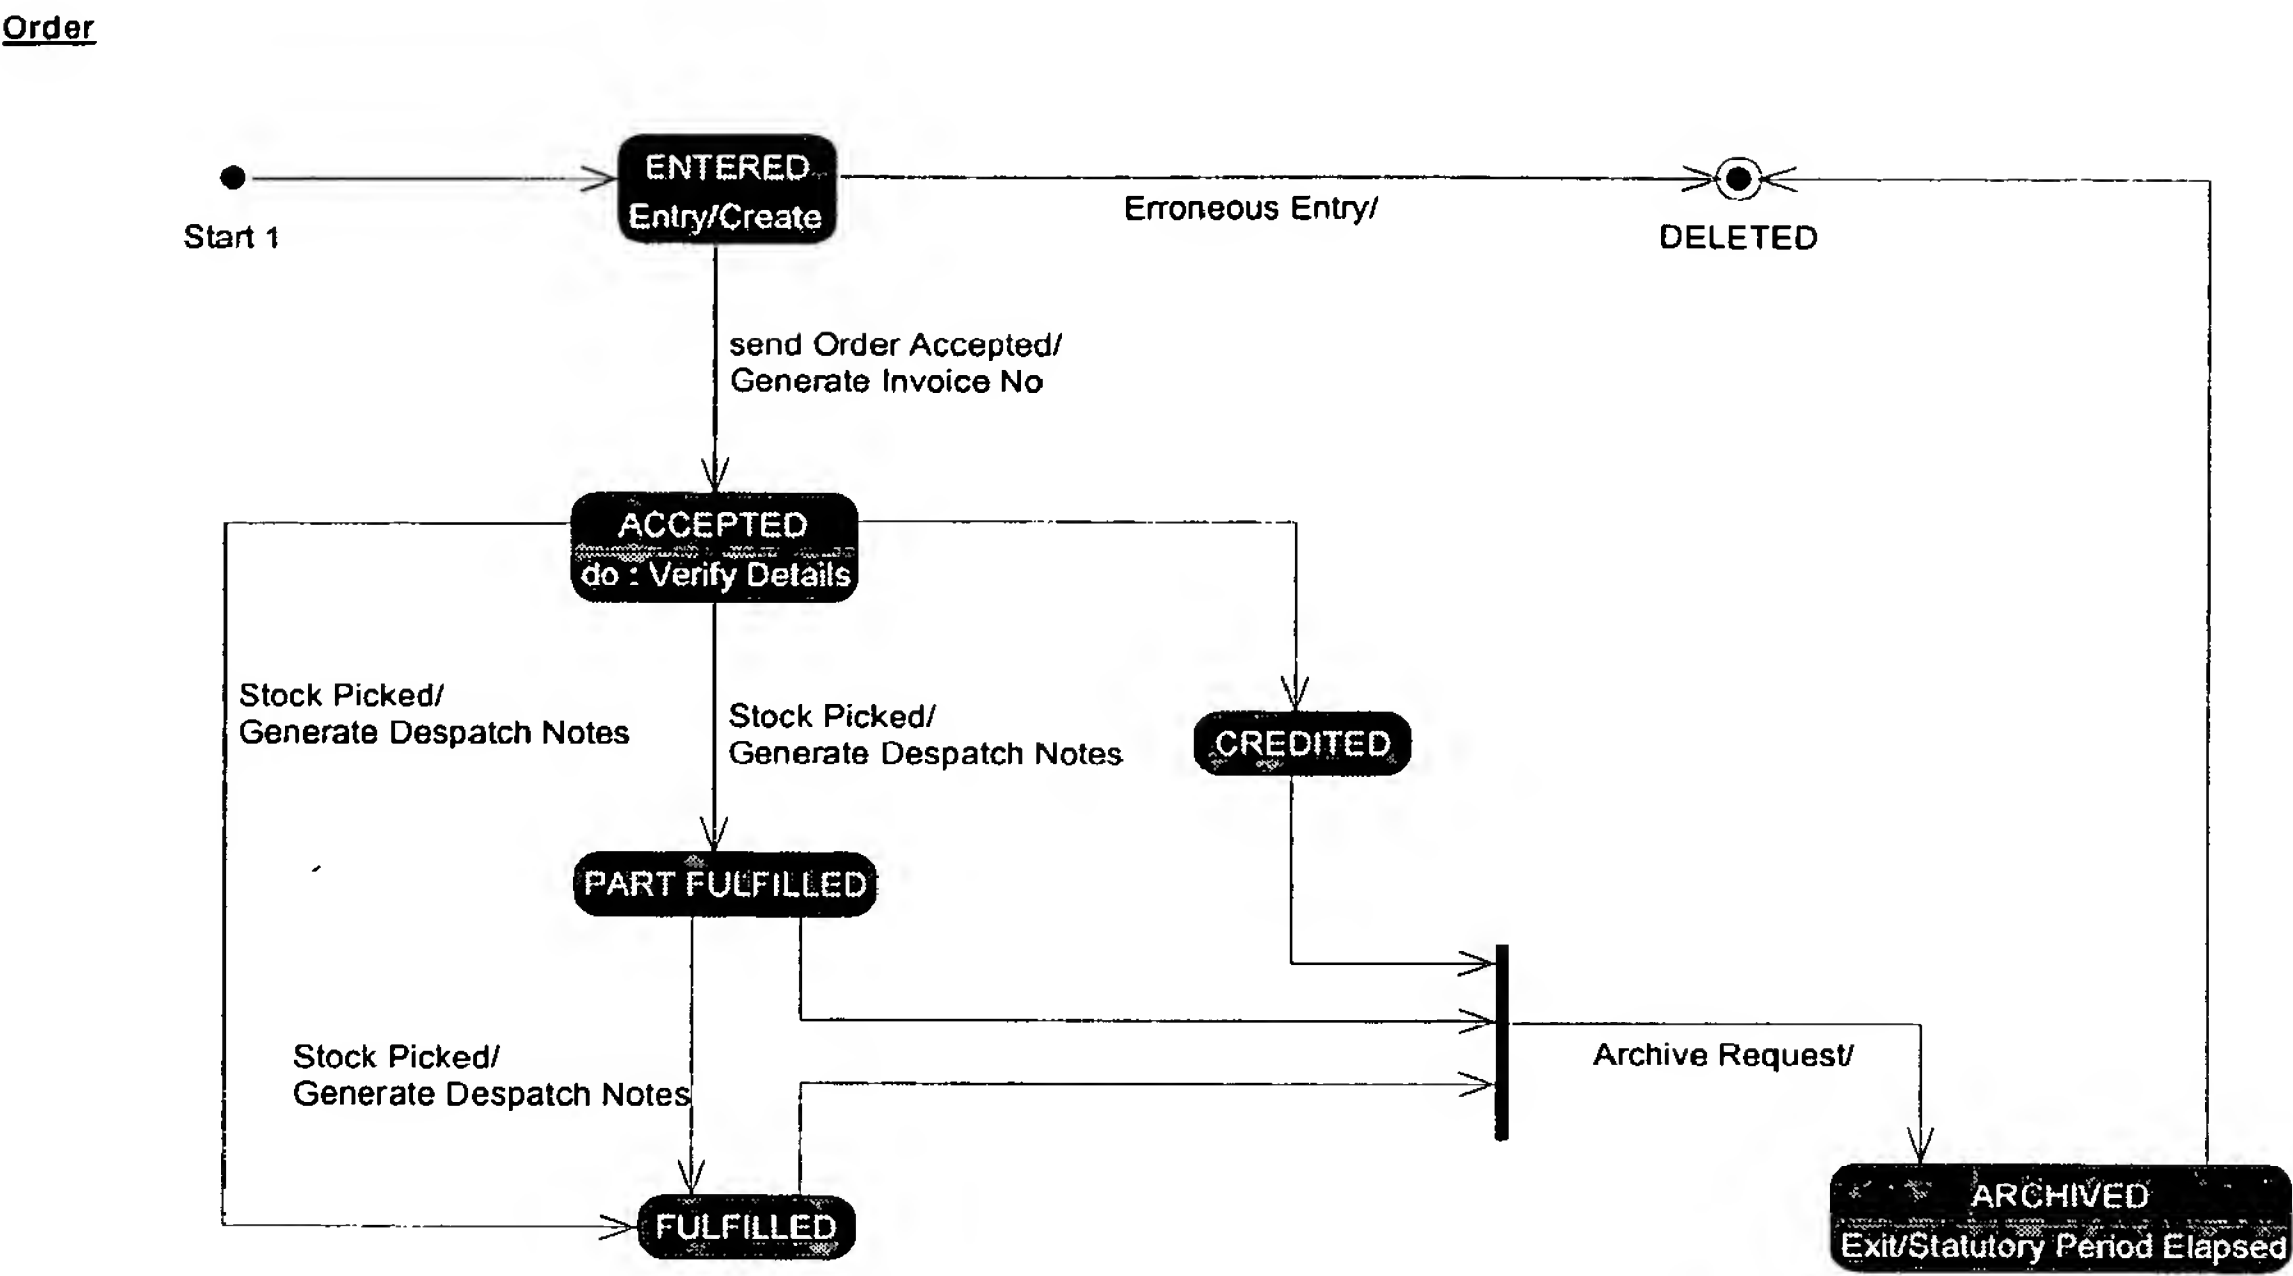 Order
ENTERED
Entry/Create
Start 1
Erroneous Entry/
DELETED
send Order Accepted/
Generate Invoice No
ACCEPTED
do : Verify Details
Stock Picked/
Generate Despatch Notes
Stock Picked/
Generate Despatch Notes
CREDITED
PART FULFILLED
Stock Picked/
Generate Despatch Notes
Archive Request/
FULFILLED
ARCHIVED
Exit/Statutory Period Elapsed